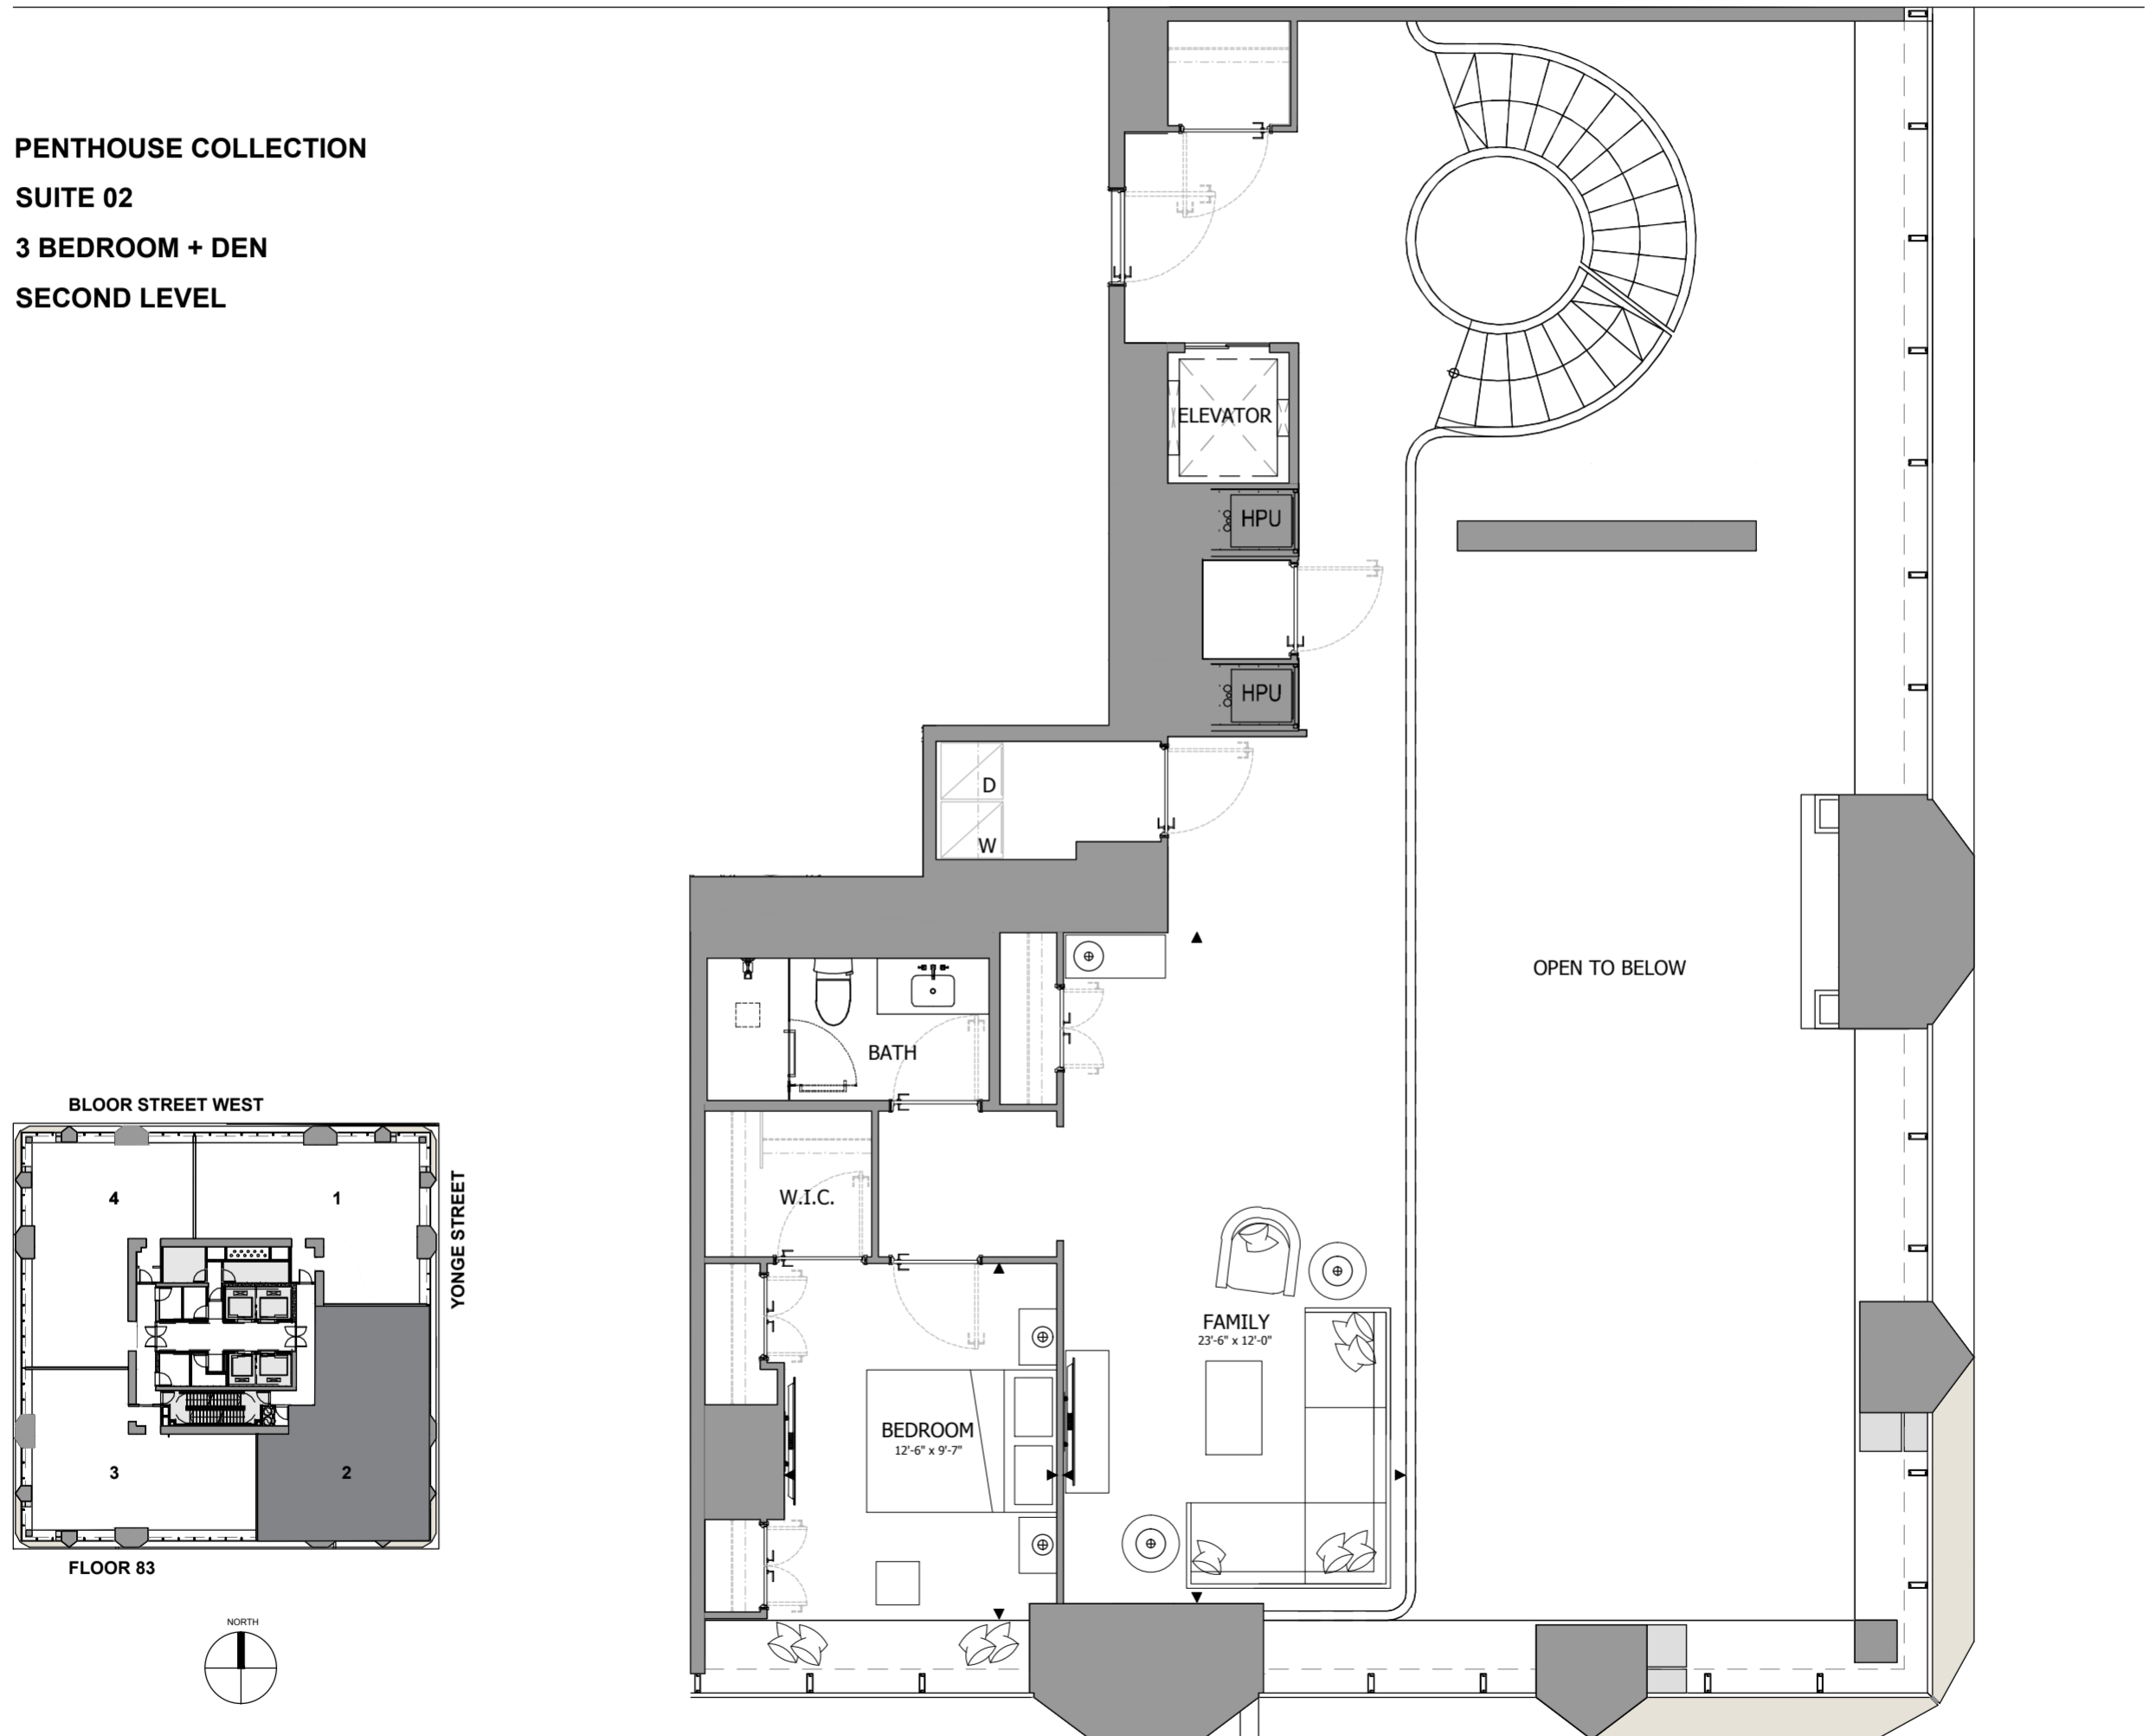 PENTHOUSE COLLECTION
SUITE 02
3 BEDROOM + DEN
SECOND LEVEL
ELEVATOR
HPU
HPU
D
W
OPEN TO BELOW
BATH
W.I.C.
FAMILY
23'-6" x 12'-0"
BEDROOM
12'-6" x 9'-7"
BLOOR STREET WEST
YONGE STREET
4
1
3
2
FLOOR 83
NORTH